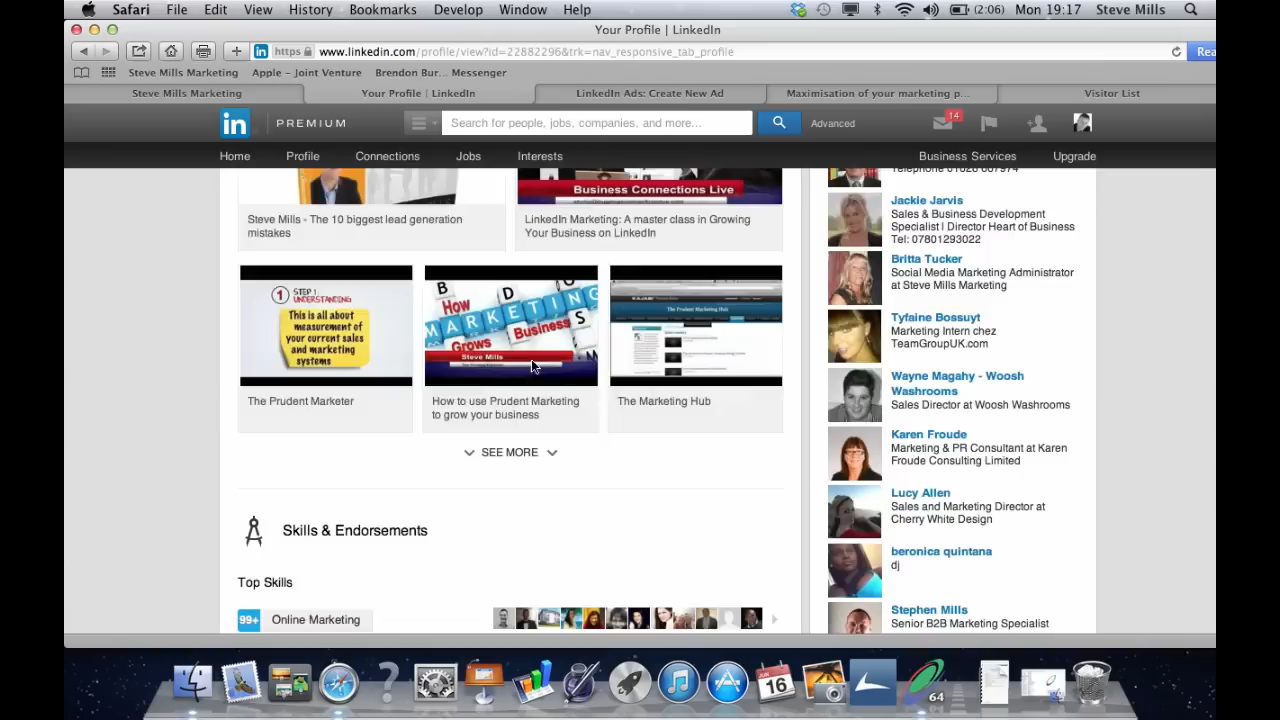 Safari File Edit View History Bookmarks Develop Window Help (2:06) Mon 19:17 Steve Mills
Your Profile | LinkedIn
https www.linkedin.com/profile/view?id=22882296&trk=nav_responsive_tab_profile Rea
Steve Mills Marketing Apple – Joint Venture Brendon Bur... Messenger
Steve Mills Marketing Your Profile | LinkedIn LinkedIn Ads: Create New Ad Maximisation of your marketing p... Visitor List
in PREMIUM Search for people, jobs, companies, and more... Advanced 14
Home Profile Connections Jobs Interests Business Services Upgrade
Business Connections Live
Steve Mills - The 10 biggest lead generation
mistakes
LinkedIn Marketing: A master class in Growing
Your Business on LinkedIn
1 STEP 1:
UNDERSTANDING
This is all about
measurement of
your current sales
and marketing
systems
The Prudent Marketer
B D
How
MARKETING
Business
Grows
S
Steve Mills
How to use Prudent Marketing
to grow your business
The Prudent Marketing Hub
The Marketing Hub
SEE MORE
Skills & Endorsements
Top Skills
99+ Online Marketing
Jackie Jarvis
Sales & Business Development
Specialist | Director Heart of Business
Tel: 07801293022
Britta Tucker
Social Media Marketing Administrator
at Steve Mills Marketing
Tyfaine Bossuyt
Marketing Intern chez
TeamGroupUK.com
Wayne Magahy - Woosh
Washrooms
Sales Director at Woosh Washrooms
Karen Froude
Marketing & PR Consultant at Karen
Froude Consulting Limited
Lucy Allen
Sales and Marketing Director at
Cherry White Design
beronica quintana
dj
Stephen Mills
Senior B2B Marketing Specialist
JUN
16
64